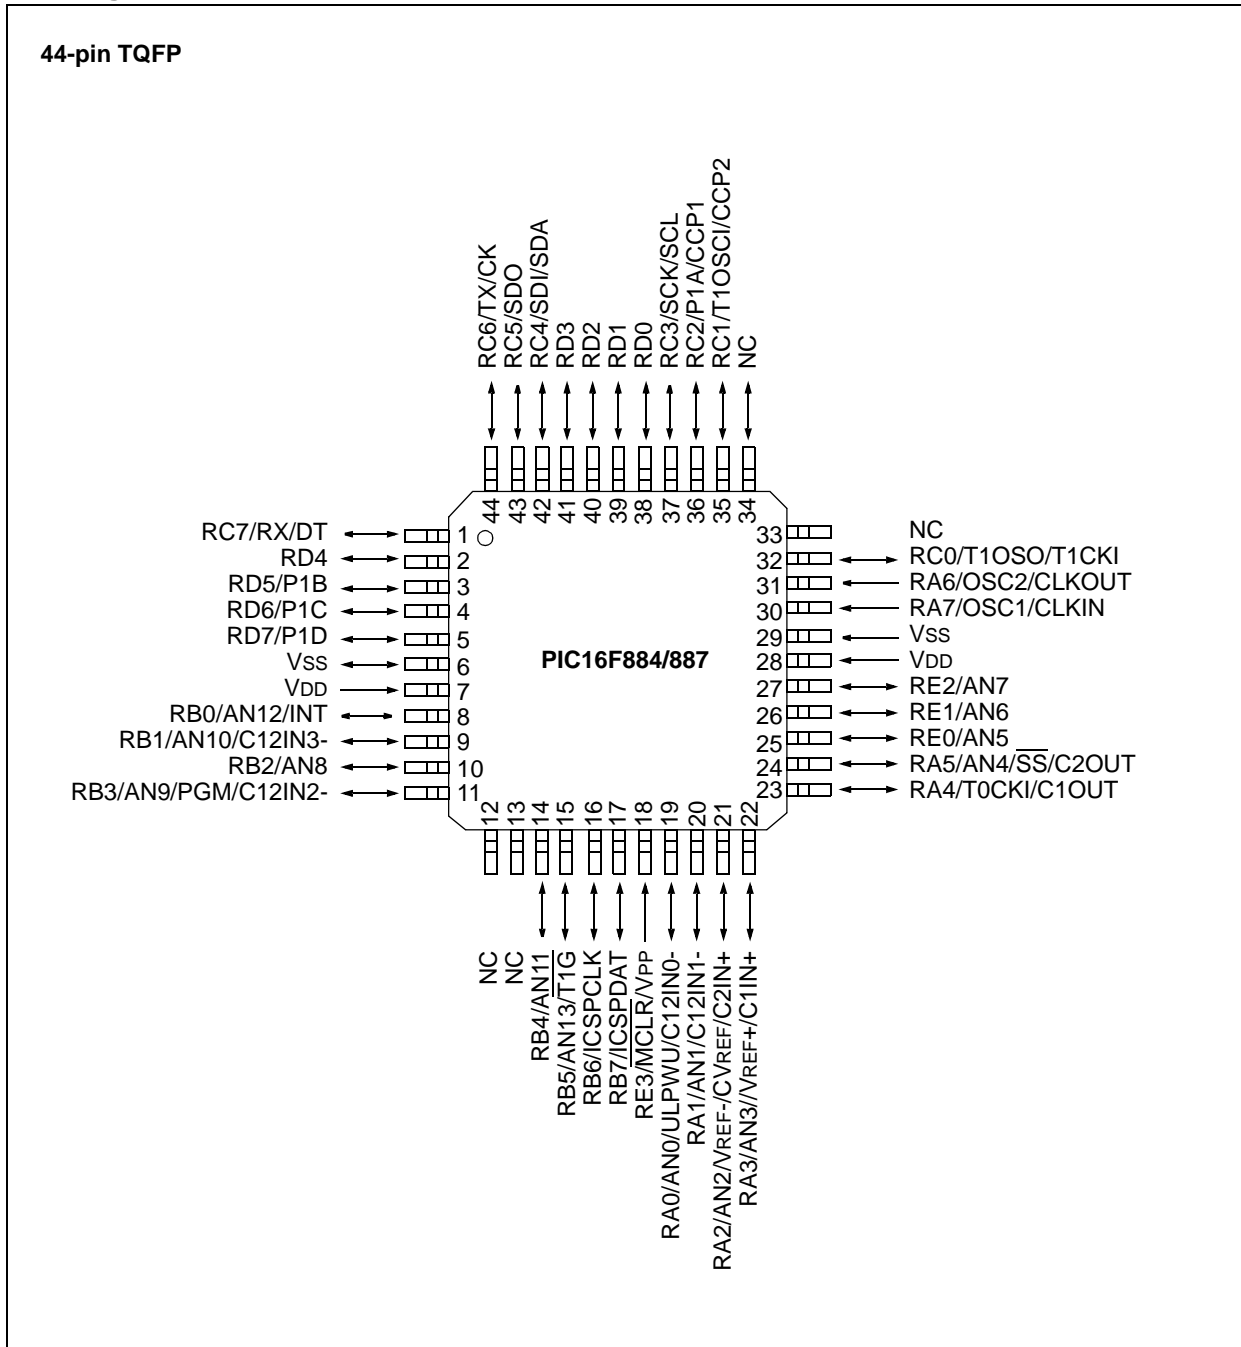 44-pin TQFP
RC6/TX/CK
RC5/SDO
RC4/SDI/SDA
RD3
RD2
RD1
RD0
RC3/SCK/SCL
RC2/P1A/CCP1
RC1/T1OSCI/CCP2
NC
44
43
42
41
40
39
38
37
36
35
34
RC7/RX/DT 1
RD4 2
RD5/P1B 3
RD6/P1C 4
RD7/P1D 5
VSS 6
VDD 7
RB0/AN12/INT 8
RB1/AN10/C12IN3- 9
RB2/AN8 10
RB3/AN9/PGM/C12IN2- 11
PIC16F884/887
33 NC
32 RC0/T1OSO/T1CKI
31 RA6/OSC2/CLKOUT
30 RA7/OSC1/CLKIN
29 VSS
28 VDD
27 RE2/AN7
26 RE1/AN6
25 RE0/AN5
24 RA5/AN4/S̅S̅/C2OUT
23 RA4/T0CKI/C1OUT
12
13
14
15
16
17
18
19
20
21
22
NC
NC
RB4/AN11
RB5/AN13/T̅1̅G̅
RB6/ICSPCLK
RB7/ICSPDAT
RE3/M̅C̅L̅R̅/VPP
RA0/AN0/ULPWU/C12IN0-
RA1/AN1/C12IN1-
RA2/AN2/VREF-/CVREF/C2IN+
RA3/AN3//VREF+/C1IN+